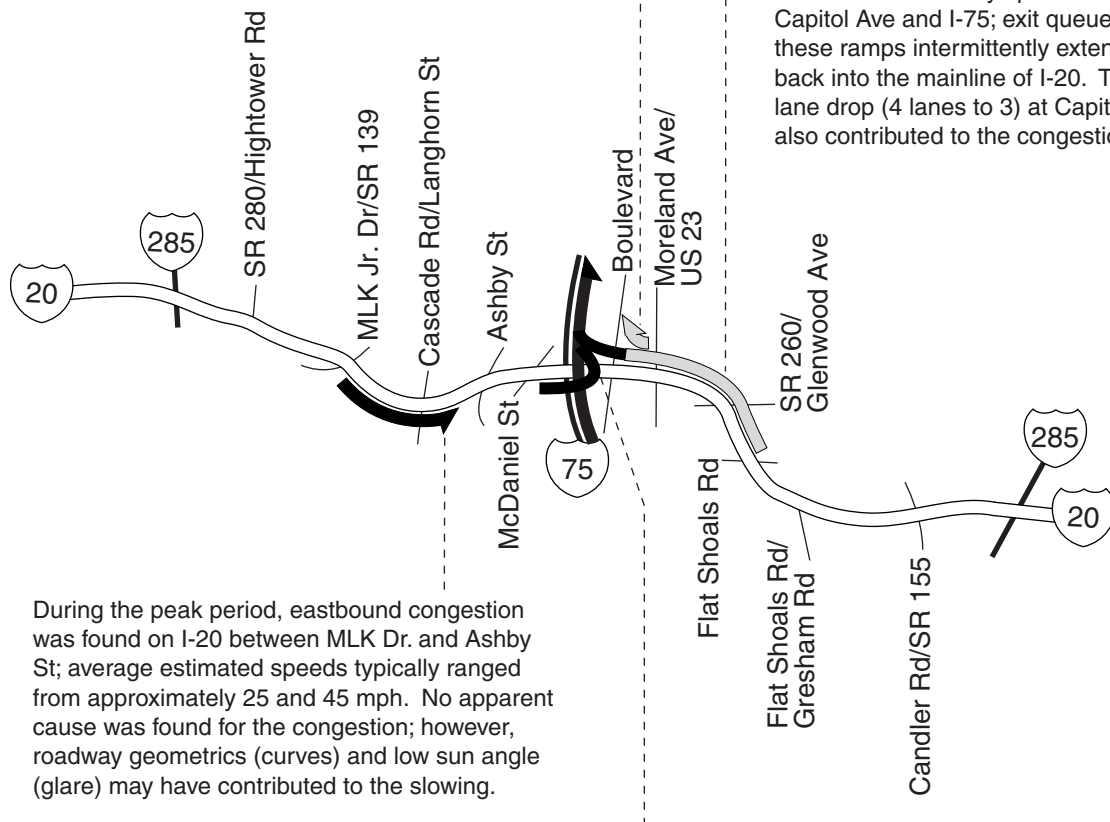 Capitol Ave and I-75; exit queue
these ramps intermittently exten
back into the mainline of I-20. T
lane drop (4 lanes to 3) at Capit
also contributed to the congestio
SR 280/Hightower Rd
MLK Jr. Dr/SR 139
Cascade Rd/Langhorn St
Ashby St
McDaniel St
Boulevard
Moreland Ave/
US 23
SR 260/
Glenwood Ave
285
20
75
285
20
Flat Shoals Rd
Flat Shoals Rd/
Gresham Rd
Candler Rd/SR 155
During the peak period, eastbound congestion
was found on I-20 between MLK Dr. and Ashby
St; average estimated speeds typically ranged
from approximately 25 and 45 mph.  No apparent
cause was found for the congestion; however,
roadway geometrics (curves) and low sun angle
(glare) may have contributed to the slowing.